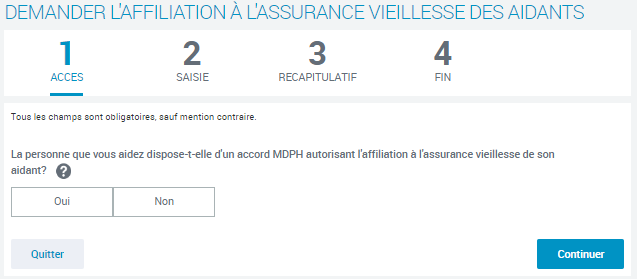 DEMANDER L'AFFILIATION À L'ASSURANCE VIEILLESSE DES AIDANTS
1 2 3 4
ACCES SAISIE RECAPITULATIF FIN
Tous les champs sont obligatoires, sauf mention contraire.
La personne que vous aidez dispose-t-elle d'un accord MDPH autorisant l'affiliation à l'assurance vieillesse de son
aidant? ?
Oui Non
Quitter Continuer